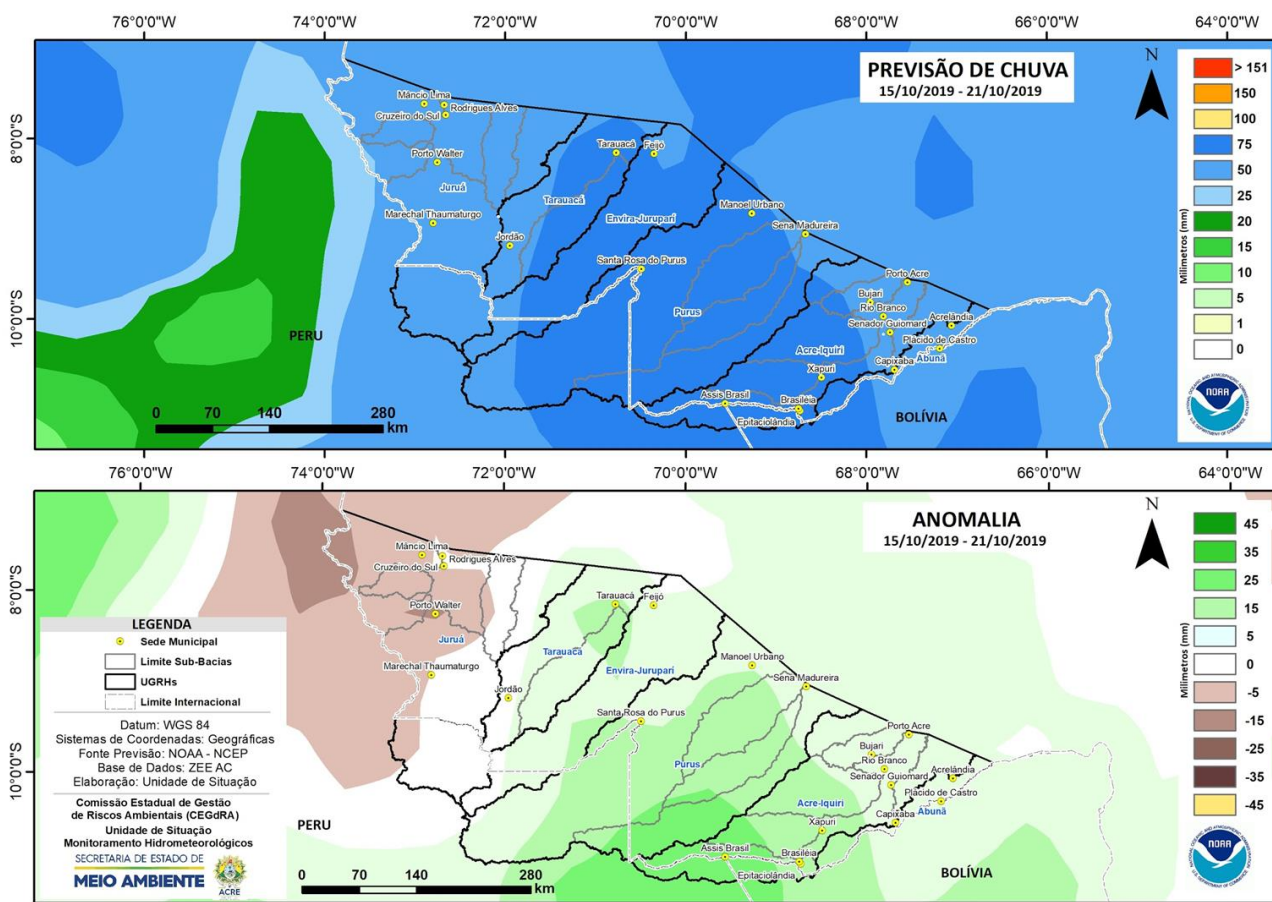 76°0'0"W 74°0'0"W 72°0'0"W 70°0'0"W 68°0'0"W 66°0'0"W 64°0'0"W
PREVISÃO DE CHUVA
15/10/2019 - 21/10/2019
N
> 151
150
100
75
50
25
20
15
10
5
1
0
Milimetros (mm)
8°0'0"S
10°0'0"S
Mâncio Lima
Rodrigues Alves
Cruzeiro do Sul
Porto Walter
Juruá
Marechal Thaumaturgo
Jordão
Tarauacá
Feijó
Tarauacá
Envira-Jurupari
Manoel Urbano
Sena Madureira
Santa Rosa do Purus
Purus
Porto Acre
Bujari
Rio Branco
Senador Guiomard
Acrelândia
Plácido de Castro
Abunã
Acre-Iquiri
Capixaba
Xapuri
Assis Brasil
Brasiléia
Epitaciolândia
PERU
BOLÍVIA
0 70 140 280
km
NOAA
76°0'0"W 74°0'0"W 72°0'0"W 70°0'0"W 68°0'0"W 66°0'0"W 64°0'0"W
ANOMALIA
15/10/2019 - 21/10/2019
N
45
35
25
15
5
0
-5
-15
-25
-35
-45
Milimetros (mm)
8°0'0"S
10°0'0"S
Mâncio Lima
Rodrigues Alves
Cruzeiro do Sul
Porto Walter
Juruá
Marechal Thaumaturgo
Jordão
Tarauacá
Feijó
Tarauacá
Envira-Jurupari
Manoel Urbano
Sena Madureira
Santa Rosa do Purus
Purus
Porto Acre
Bujari
Rio Branco
Senador Guiomard
Acrelândia
Plácido de Castro
Abunã
Acre-Iquiri
Capixaba
Xapuri
Assis Brasil
Brasiléia
Epitaciolândia
PERU
BOLÍVIA
0 70 140 280
km
NOAA
LEGENDA
Sede Municipal
Limite Sub-Bacias
UGRHs
Limite Internacional
Datum: WGS 84
Sistemas de Coordenadas: Geográficas
Fonte Previsão: NOAA - NCEP
Base de Dados: ZEE AC
Elaboração: Unidade de Situação
Comissão Estadual de Gestão
de Riscos Ambientais (CEGdRA)
Unidade de Situação
Monitoramento Hidrometeorológicos
SECRETARIA DE ESTADO DE
MEIO AMBIENTE
ACRE